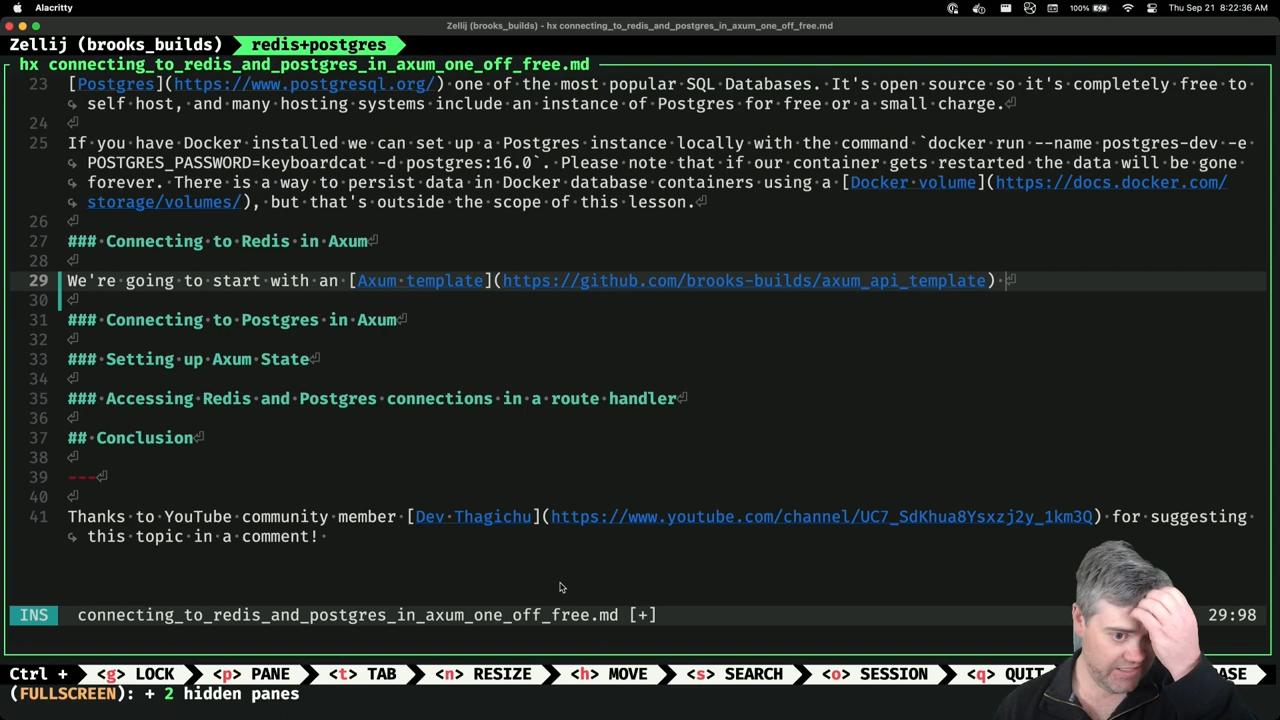 Alacritty
100%
Thu Sep 21 8:22:36 AM
Zellij (brooks_builds) - hx connecting_to_redis_and_postgres_in_axum_one_off_free.md
Zellij (brooks_builds) redis+postgres
hx connecting_to_redis_and_postgres_in_axum_one_off_free.md
23 [Postgres](https://www.postgresql.org/) one of the most popular SQL Databases. It's open source so it's completely free to
self host, and many hosting systems include an instance of Postgres for free or a small charge.
24
25 If you have Docker installed we can set up a Postgres instance locally with the command `docker run --name postgres-dev -e
POSTGRES_PASSWORD=keyboardcat -d postgres:16.0`. Please note that if our container gets restarted the data will be gone
forever. There is a way to persist data in Docker database containers using a [Docker volume](https://docs.docker.com/
storage/volumes/), but that's outside the scope of this lesson.
26
27 ### Connecting to Redis in Axum
28
29 We're going to start with an [Axum template](https://github.com/brooks-builds/axum_api_template)
30
31 ### Connecting to Postgres in Axum
32
33 ### Setting up Axum State
34
35 ### Accessing Redis and Postgres connections in a route handler
36
37 ## Conclusion
38
39 ---
40
41 Thanks to YouTube community member [Dev Thagichu](https://www.youtube.com/channel/UC7_SdKhua8Ysxzj2y_1km3Q) for suggesting
this topic in a comment!
INS connecting_to_redis_and_postgres_in_axum_one_off_free.md [+] 29:98
Ctrl + <g> LOCK <p> PANE <t> TAB <n> RESIZE <h> MOVE <s> SEARCH <o> SESSION <q> QUIT
(FULLSCREEN): + 2 hidden panes